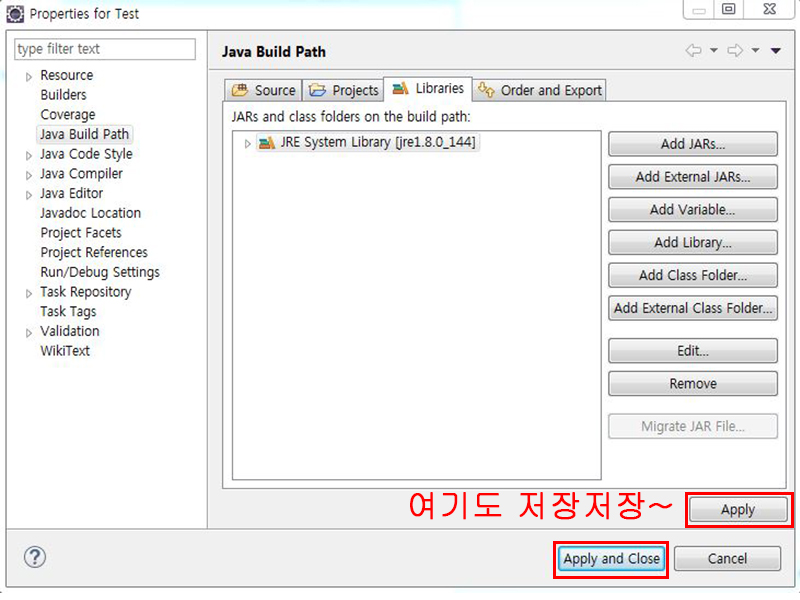 Properties for Test
type filter text
Resource
Builders
Coverage
Java Build Path
Java Code Style
Java Compiler
Java Editor
Javadoc Location
Project Facets
Project References
Run/Debug Settings
Task Repository
Task Tags
Validation
WikiText
Java Build Path
Source
Projects
Libraries
Order and Export
JARs and class folders on the build path:
JRE System Library [jre1.8.0_144]
Add JARs...
Add External JARs...
Add Variable...
Add Library...
Add Class Folder...
Add External Class Folder...
Edit...
Remove
Migrate JAR File...
여기도 저장저장~
Apply
Apply and Close
Cancel